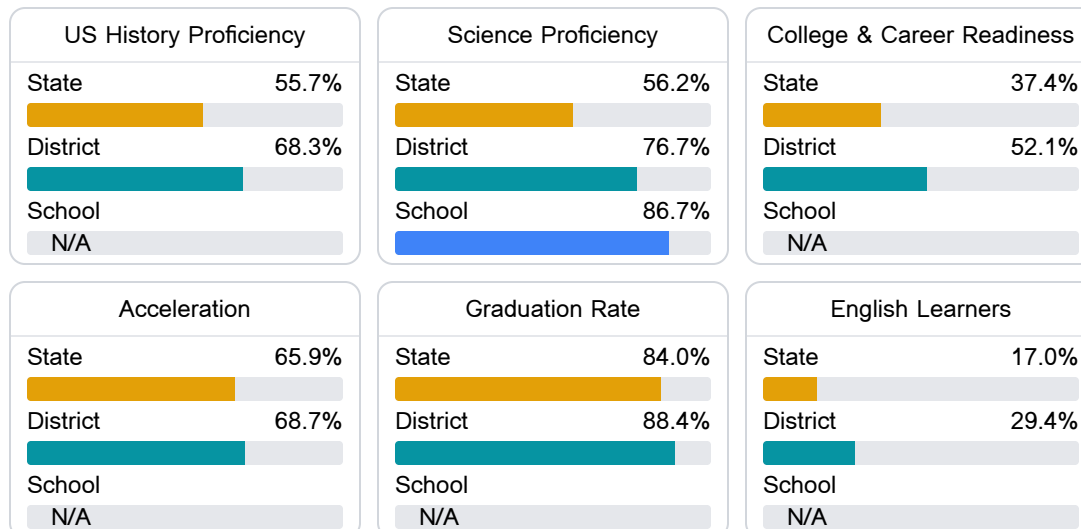 US History Proficiency
State 55.7%
District 68.3%
School
N/A
Science Proficiency
State 56.2%
District 76.7%
School 86.7%
College & Career Readiness
State 37.4%
District 52.1%
School
N/A
Acceleration
State 65.9%
District 68.7%
School
N/A
Graduation Rate
State 84.0%
District 88.4%
School
N/A
English Learners
State 17.0%
District 29.4%
School
N/A